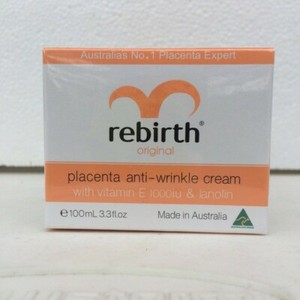 Australia's No.1 Placenta Expert
rebirth®
original
placenta anti-wrinkle cream
with vitamin E 1000iu & lanolin
℮100mL 3.3fl.oz Made in Australia